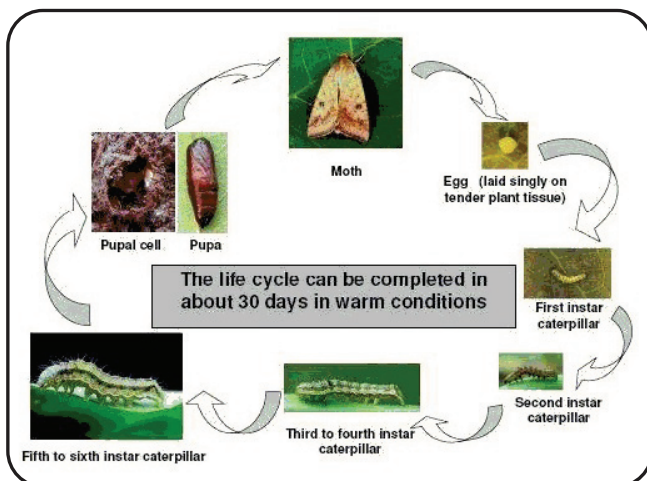 Moth
Egg (laid singly on
tender plant tissue)
First instar
caterpillar
Second instar
caterpillar
Third to fourth instar
caterpillar
Fifth to sixth instar caterpillar
Pupal cell
Pupa
The life cycle can be completed in
about 30 days in warm conditions